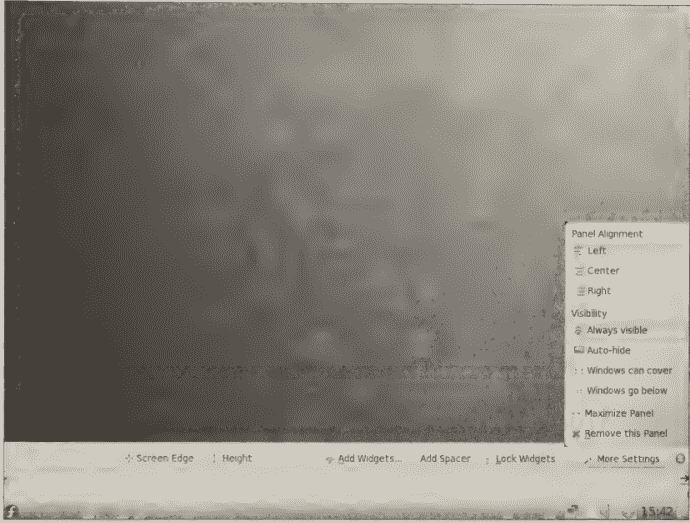 Panel Alignment
Left
Center
Right
Visibility
Always visible
Auto-hide
Windows can cover
Windows go below
Maximize Panel
Remove this Panel
Screen Edge Height Add Widgets... Add Spacer Lock Widgets More Settings
15:42